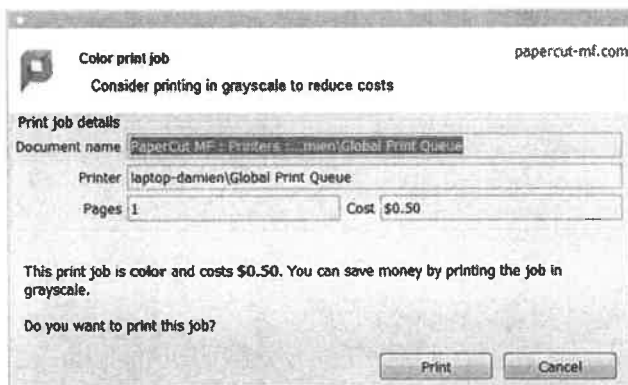 papercut-mf.com
Color print job
Consider printing in grayscale to reduce costs
Print job details
Document name PaperCut MF : Printers : ...mien\Global Print Queue
Printer laptop-damien\Global Print Queue
Pages 1 Cost $0.50
This print job is color and costs $0.50. You can save money by printing the job in
grayscale.
Do you want to print this job?
Print Cancel